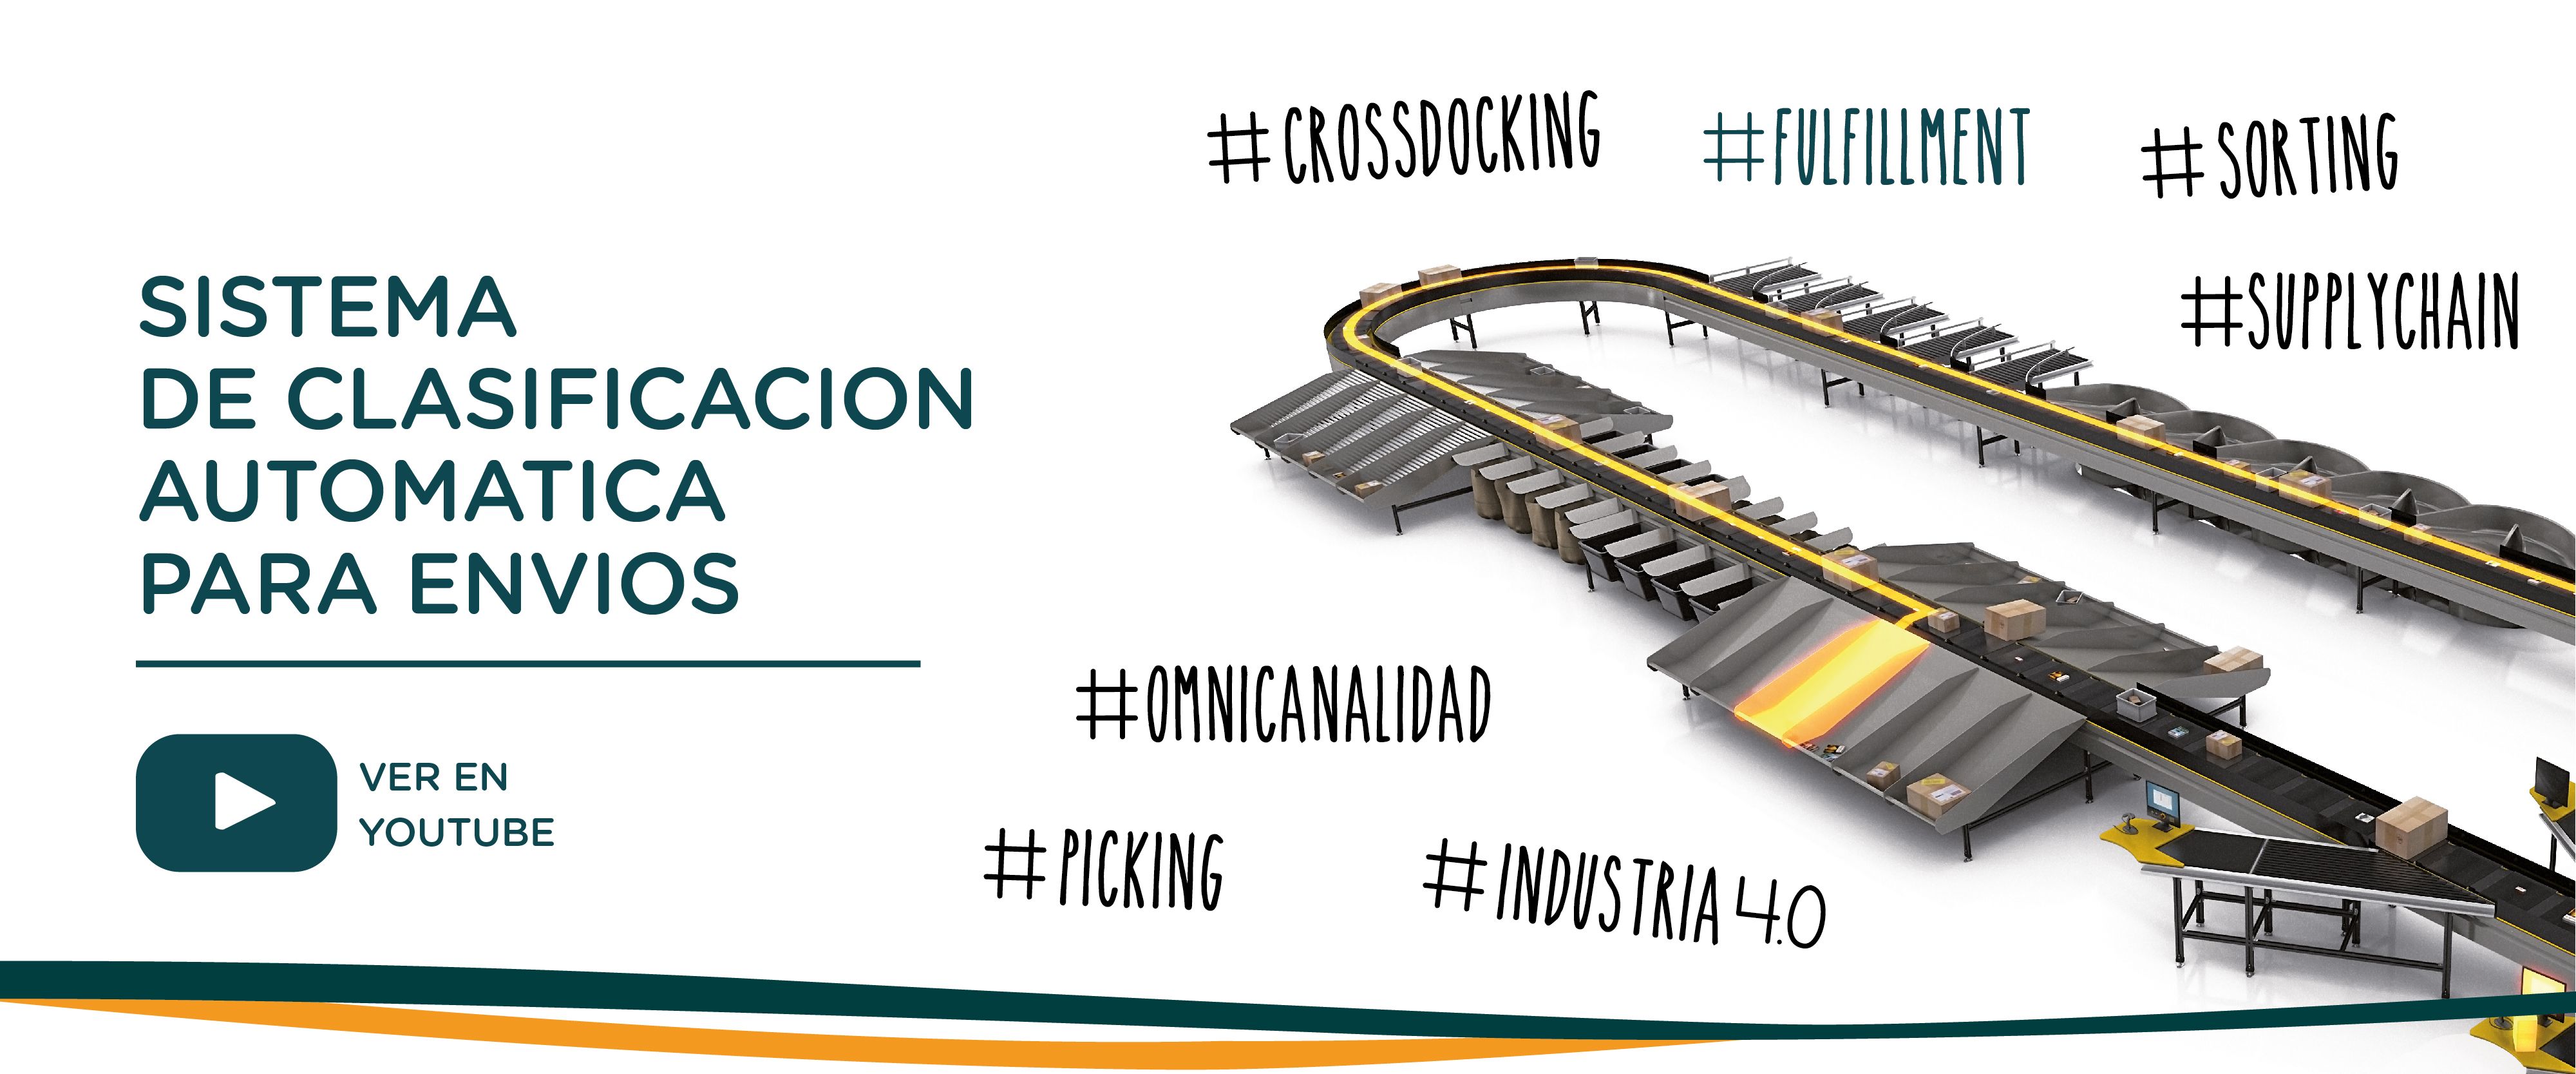 #CROSSDOCKING
#FULFILLMENT
#SORTING
#SUPPLYCHAIN
SISTEMA
DE CLASIFICACION
AUTOMATICA
PARA ENVIOS
#OMNICANALIDAD
VER EN
YOUTUBE
#PICKING
#INDUSTRIA 4.0